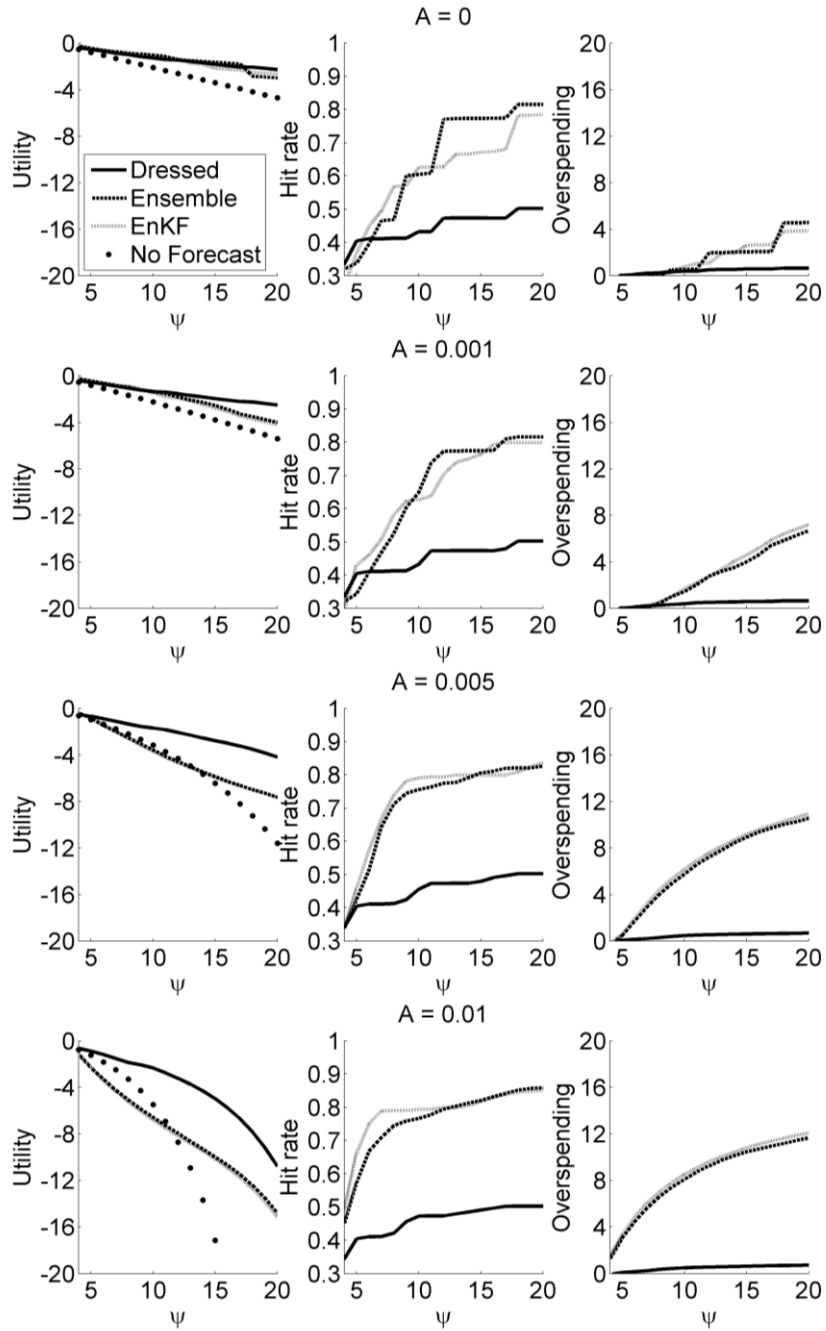 A = 0
Utility
0
-4
-8
-12
-16
-20
Dressed
Ensemble
EnKF
No Forecast
5 10 15 20
ψ
Hit rate
1
0.9
0.8
0.7
0.6
0.5
0.4
0.3
5 10 15 20
ψ
Overspending
20
16
12
8
4
0
5 10 15 20
ψ
A = 0.001
Utility
0
-4
-8
-12
-16
-20
5 10 15 20
ψ
Hit rate
1
0.9
0.8
0.7
0.6
0.5
0.4
0.3
5 10 15 20
ψ
Overspending
20
16
12
8
4
0
5 10 15 20
ψ
A = 0.005
Utility
0
-4
-8
-12
-16
-20
5 10 15 20
ψ
Hit rate
1
0.9
0.8
0.7
0.6
0.5
0.4
0.3
5 10 15 20
ψ
Overspending
20
16
12
8
4
0
5 10 15 20
ψ
A = 0.01
Utility
0
-4
-8
-12
-16
-20
5 10 15 20
ψ
Hit rate
1
0.9
0.8
0.7
0.6
0.5
0.4
0.3
5 10 15 20
ψ
Overspending
20
16
12
8
4
0
5 10 15 20
ψ